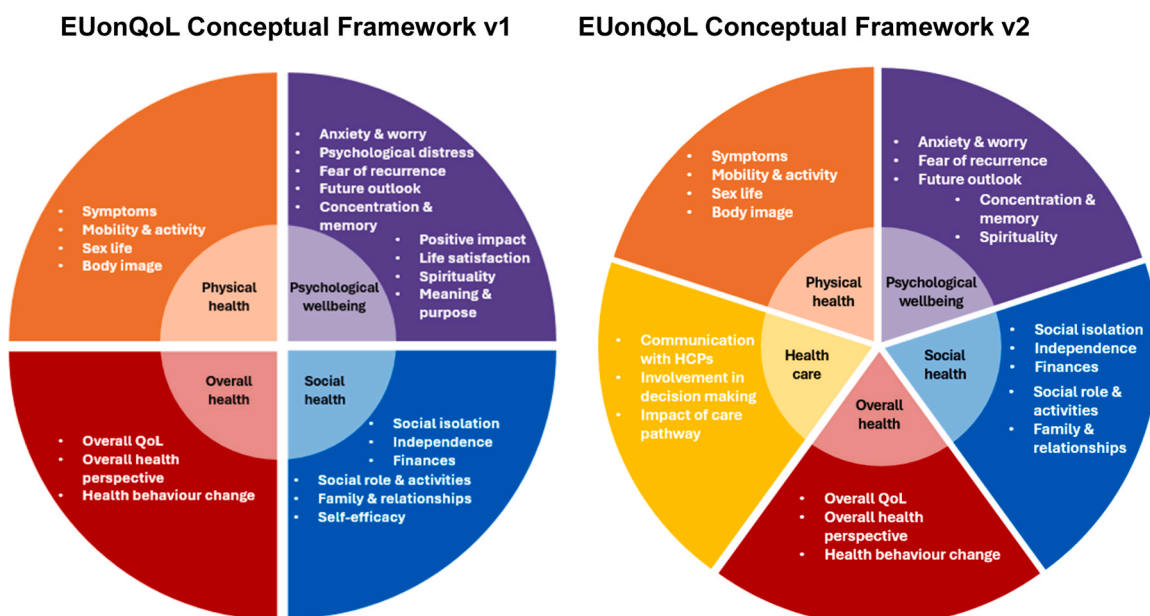 EUonQoL Conceptual Framework v1
• Anxiety & worry
• Psychological distress
• Fear of recurrence
• Future outlook
• Concentration &
memory
• Positive impact
• Life satisfaction
• Spirituality
• Meaning &
purpose
• Symptoms
• Mobility & activity
• Sex life
• Body image
Physical
health
Psychological
wellbeing
Overall
health
Social
health
• Overall QoL
• Overall health
perspective
• Health behaviour change
• Social isolation
• Independence
• Finances
• Social role & activities
• Family & relationships
• Self-efficacy
EUonQoL Conceptual Framework v2
• Symptoms
• Mobility & activity
• Sex life
• Body image
• Anxiety & worry
• Fear of recurrence
• Future outlook
• Concentration &
memory
• Spirituality
Physical
health
Psychological
wellbeing
• Communication
with HCPs
• Involvement in
decision making
• Impact of care
pathway
Health
care
Social
health
• Social isolation
• Independence
• Finances
• Social role &
activities
• Family &
relationships
Overall
health
• Overall QoL
• Overall health
perspective
• Health behaviour change